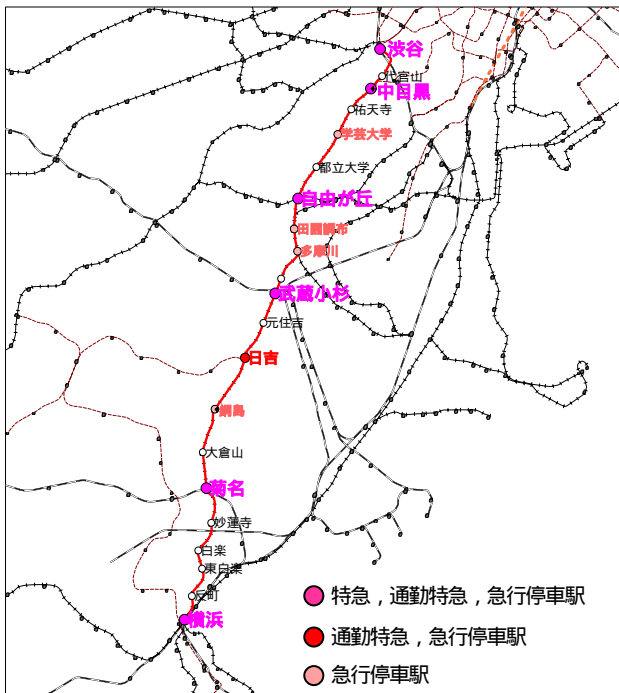 渋谷
代官山
中目黒
祐天寺
学芸大学
都立大学
自由が丘
田園調布
多摩川
武蔵小杉
元住吉
日吉
綱島
大倉山
菊名
妙蓮寺
白楽
東白楽
反町
横浜
特急，通勤特急，急行停車駅
通勤特急，急行停車駅
急行停車駅